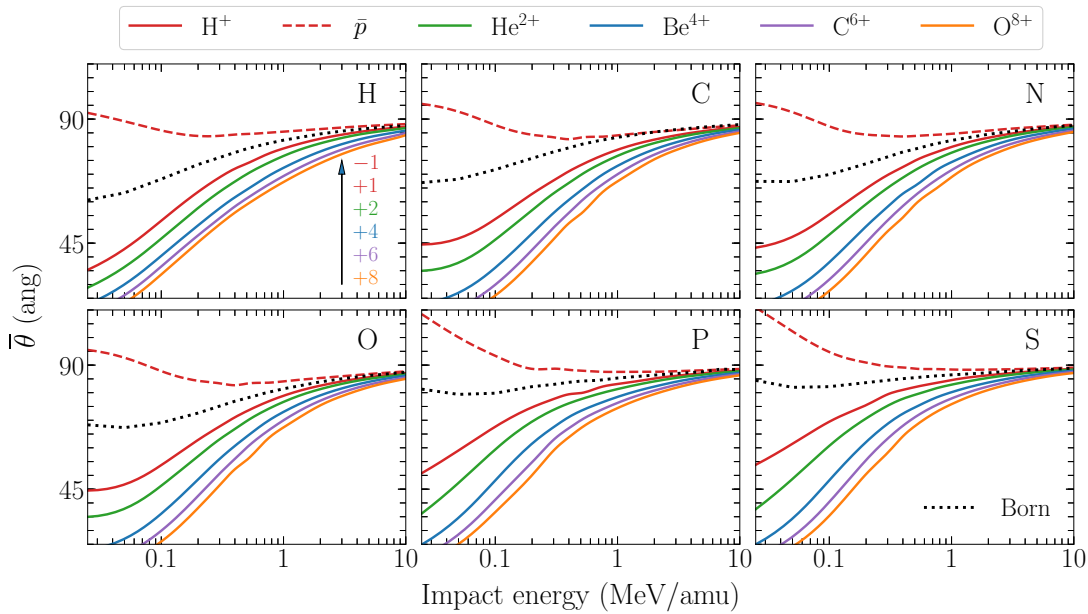 H⁺ p̄ He²⁺ Be⁴⁺ C⁶⁺ O⁸⁺
H C N
90
45
−1
+1
+2
+4
+6
+8
O P S
90
45
Born
0.1 1 10 0.1 1 10 0.1 1 10
θ̄ (ang)
Impact energy (MeV/amu)